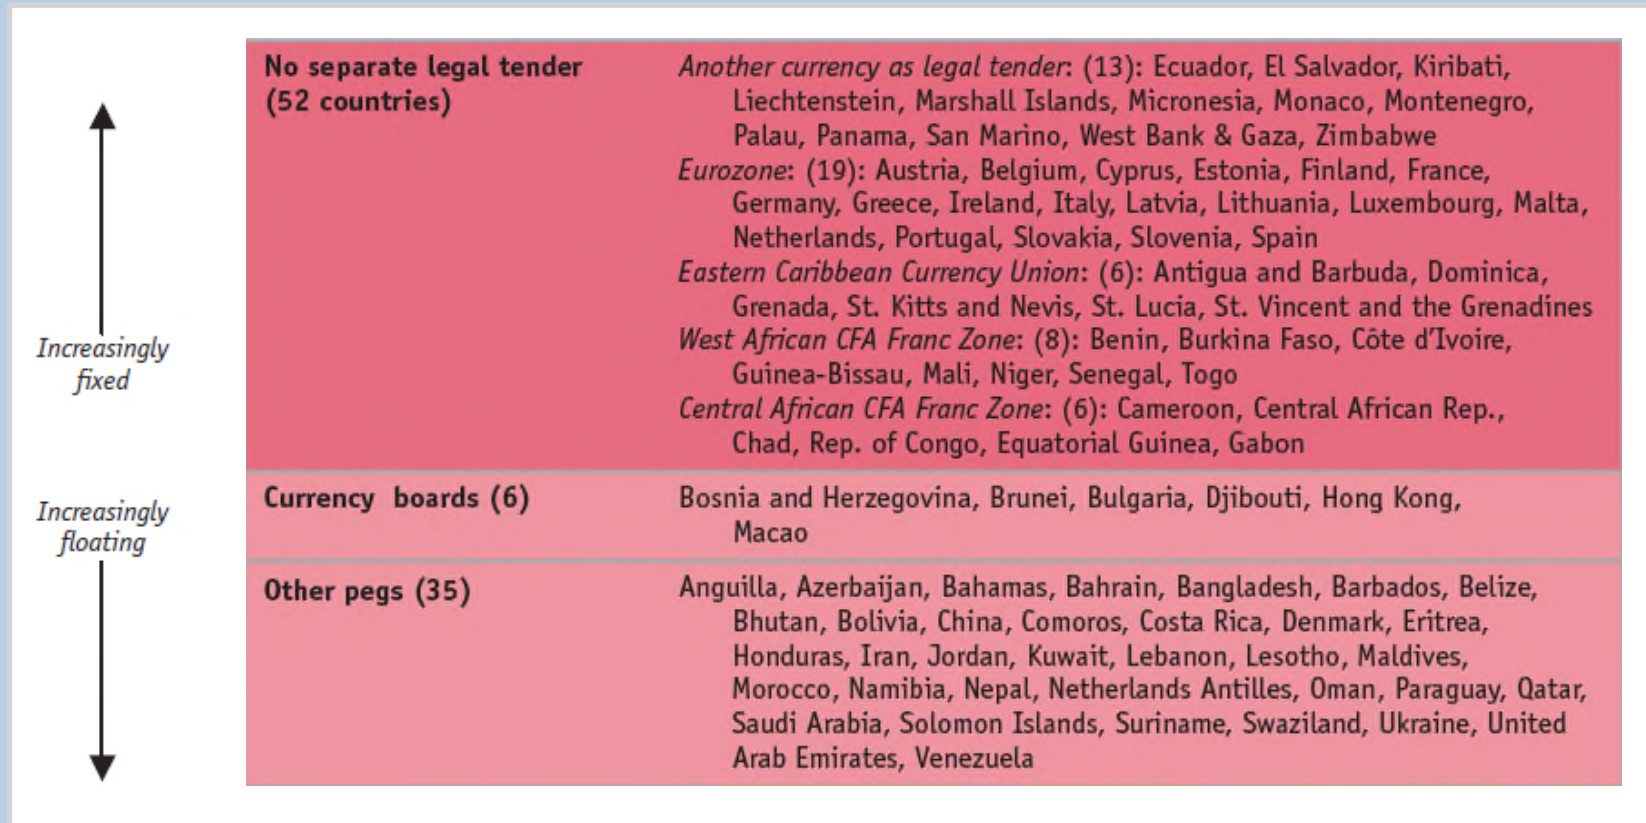 No separate legal tender
(52 countries)
Another currency as legal tender: (13): Ecuador, El Salvador, Kiribati,
Liechtenstein, Marshall Islands, Micronesia, Monaco, Montenegro,
Palau, Panama, San Marino, West Bank & Gaza, Zimbabwe
Eurozone: (19): Austria, Belgium, Cyprus, Estonia, Finland, France,
Germany, Greece, Ireland, Italy, Latvia, Lithuania, Luxembourg, Malta,
Netherlands, Portugal, Slovakia, Slovenia, Spain
Eastern Caribbean Currency Union: (6): Antigua and Barbuda, Dominica,
Grenada, St. Kitts and Nevis, St. Lucia, St. Vincent and the Grenadines
West African CFA Franc Zone: (8): Benin, Burkina Faso, Côte d'Ivoire,
Guinea-Bissau, Mali, Niger, Senegal, Togo
Central African CFA Franc Zone: (6): Cameroon, Central African Rep.,
Chad, Rep. of Congo, Equatorial Guinea, Gabon
Increasingly
fixed
Increasingly
floating
Currency boards (6)
Bosnia and Herzegovina, Brunei, Bulgaria, Djibouti, Hong Kong,
Macao
Other pegs (35)
Anguilla, Azerbaijan, Bahamas, Bahrain, Bangladesh, Barbados, Belize,
Bhutan, Bolivia, China, Comoros, Costa Rica, Denmark, Eritrea,
Honduras, Iran, Jordan, Kuwait, Lebanon, Lesotho, Maldives,
Morocco, Namibia, Nepal, Netherlands Antilles, Oman, Paraguay, Qatar,
Saudi Arabia, Solomon Islands, Suriname, Swaziland, Ukraine, United
Arab Emirates, Venezuela